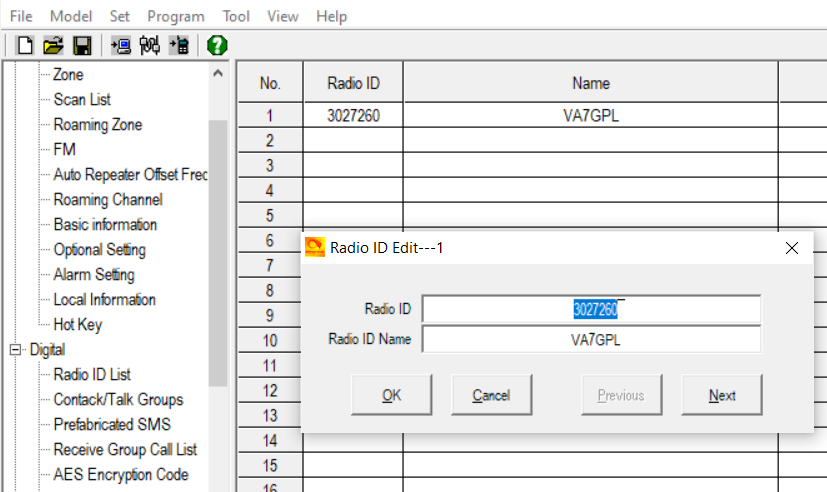 File Model Set Program Tool View Help
Zone
Scan List
Roaming Zone
FM
Auto Repeater Offset Frec
Roaming Channel
Basic information
Optional Setting
Alarm Setting
Local Information
Hot Key
Digital
Radio ID List
Contack/Talk Groups
Prefabricated SMS
Receive Group Call List
AES Encryption Code
No. Radio ID Name
1 3027260 VA7GPL
2
3
4
5
6
7
8
9
10
11
12
13
14
15
16
Radio ID Edit---1
Radio ID 3027260
Radio ID Name VA7GPL
OK Cancel Previous Next